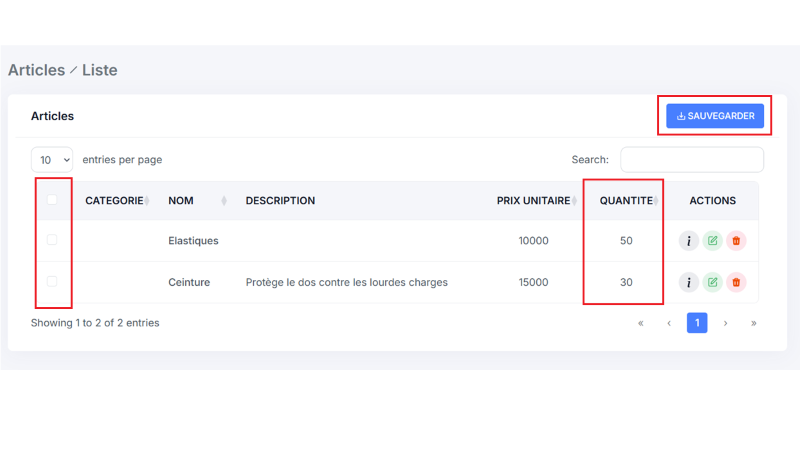 Articles / Liste
Articles
SAUVEGARDER
10 entries per page Search:
CATEGORIE NOM DESCRIPTION PRIX UNITAIRE QUANTITE ACTIONS
Elastiques 10000 50 i
Ceinture Protège le dos contre les lourdes charges 15000 30 i
Showing 1 to 2 of 2 entries « ‹ 1 › »